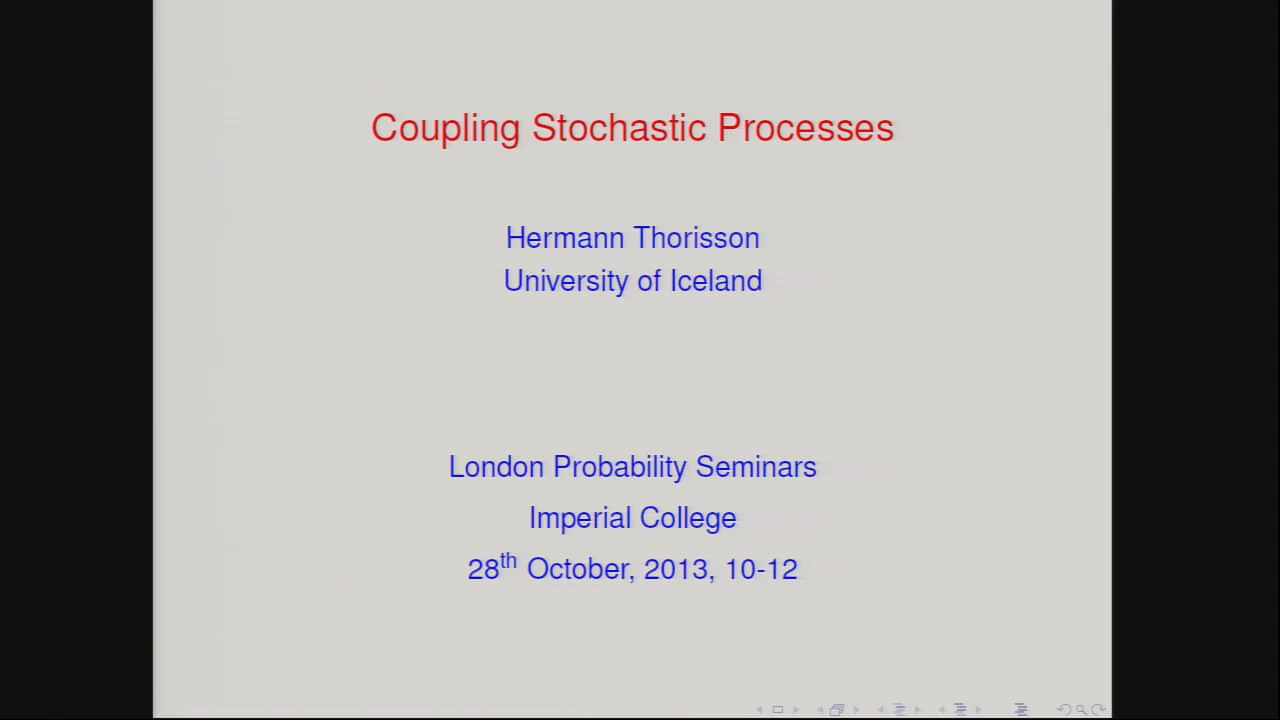 Coupling Stochastic Processes
Hermann Thorisson
University of Iceland
London Probability Seminars
Imperial College
28th October, 2013, 10-12